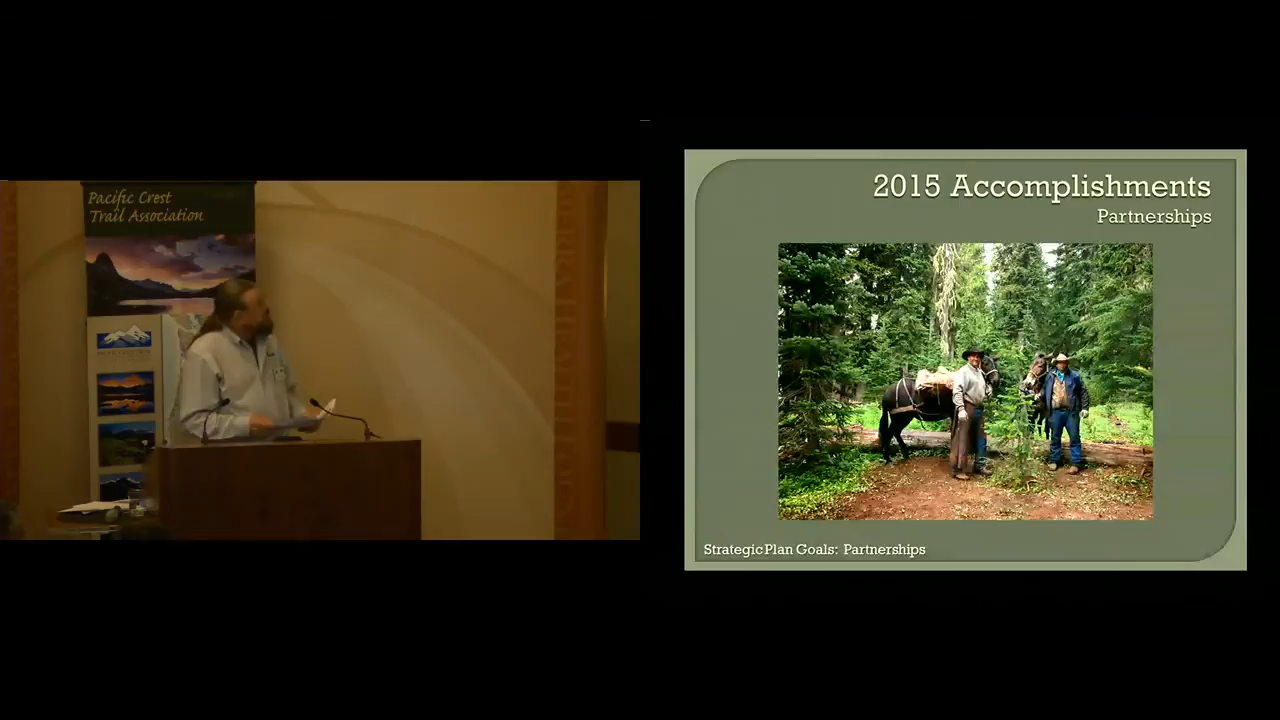 Pacific Crest
Trail Association
2015 Accomplishments
Partnerships
Strategic Plan Goals: Partnerships